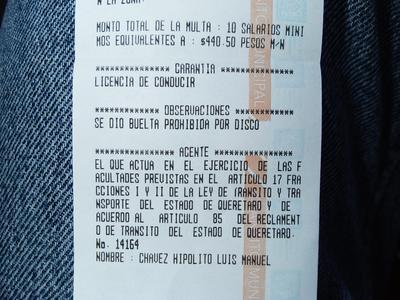 N LA ZONA.
MONTO TOTAL DE LA MULTA : 10 SALARIOS MINI
MOS EQUIVALENTES A : $440.50 PESOS M/N
************** GARANTIA **************
LICENCIA DE CONDUCIR
************ OBSERVACIONES ************
SE DIO BUELTA PROHIBIDA POR DISCO
*************** AGENTE ***************
EL QUE ACTUA EN EL EJERCICIO DE LAS F
ACULTADES PREVISTAS EN EL ARTICULO 17 FRA
CCIONES I Y II DE LA LEY DE TRANSITO Y TRA
NSPORTE DEL ESTADO DE QUERETARO Y DE
ACUERDO AL ARTICULO 85 DEL REGLAMENT
O DE TRANSITO DEL ESTADO DE QUERETARO.
No. 14164
NOMBRE : CHAVEZ HIPOLITO LUIS MANUEL